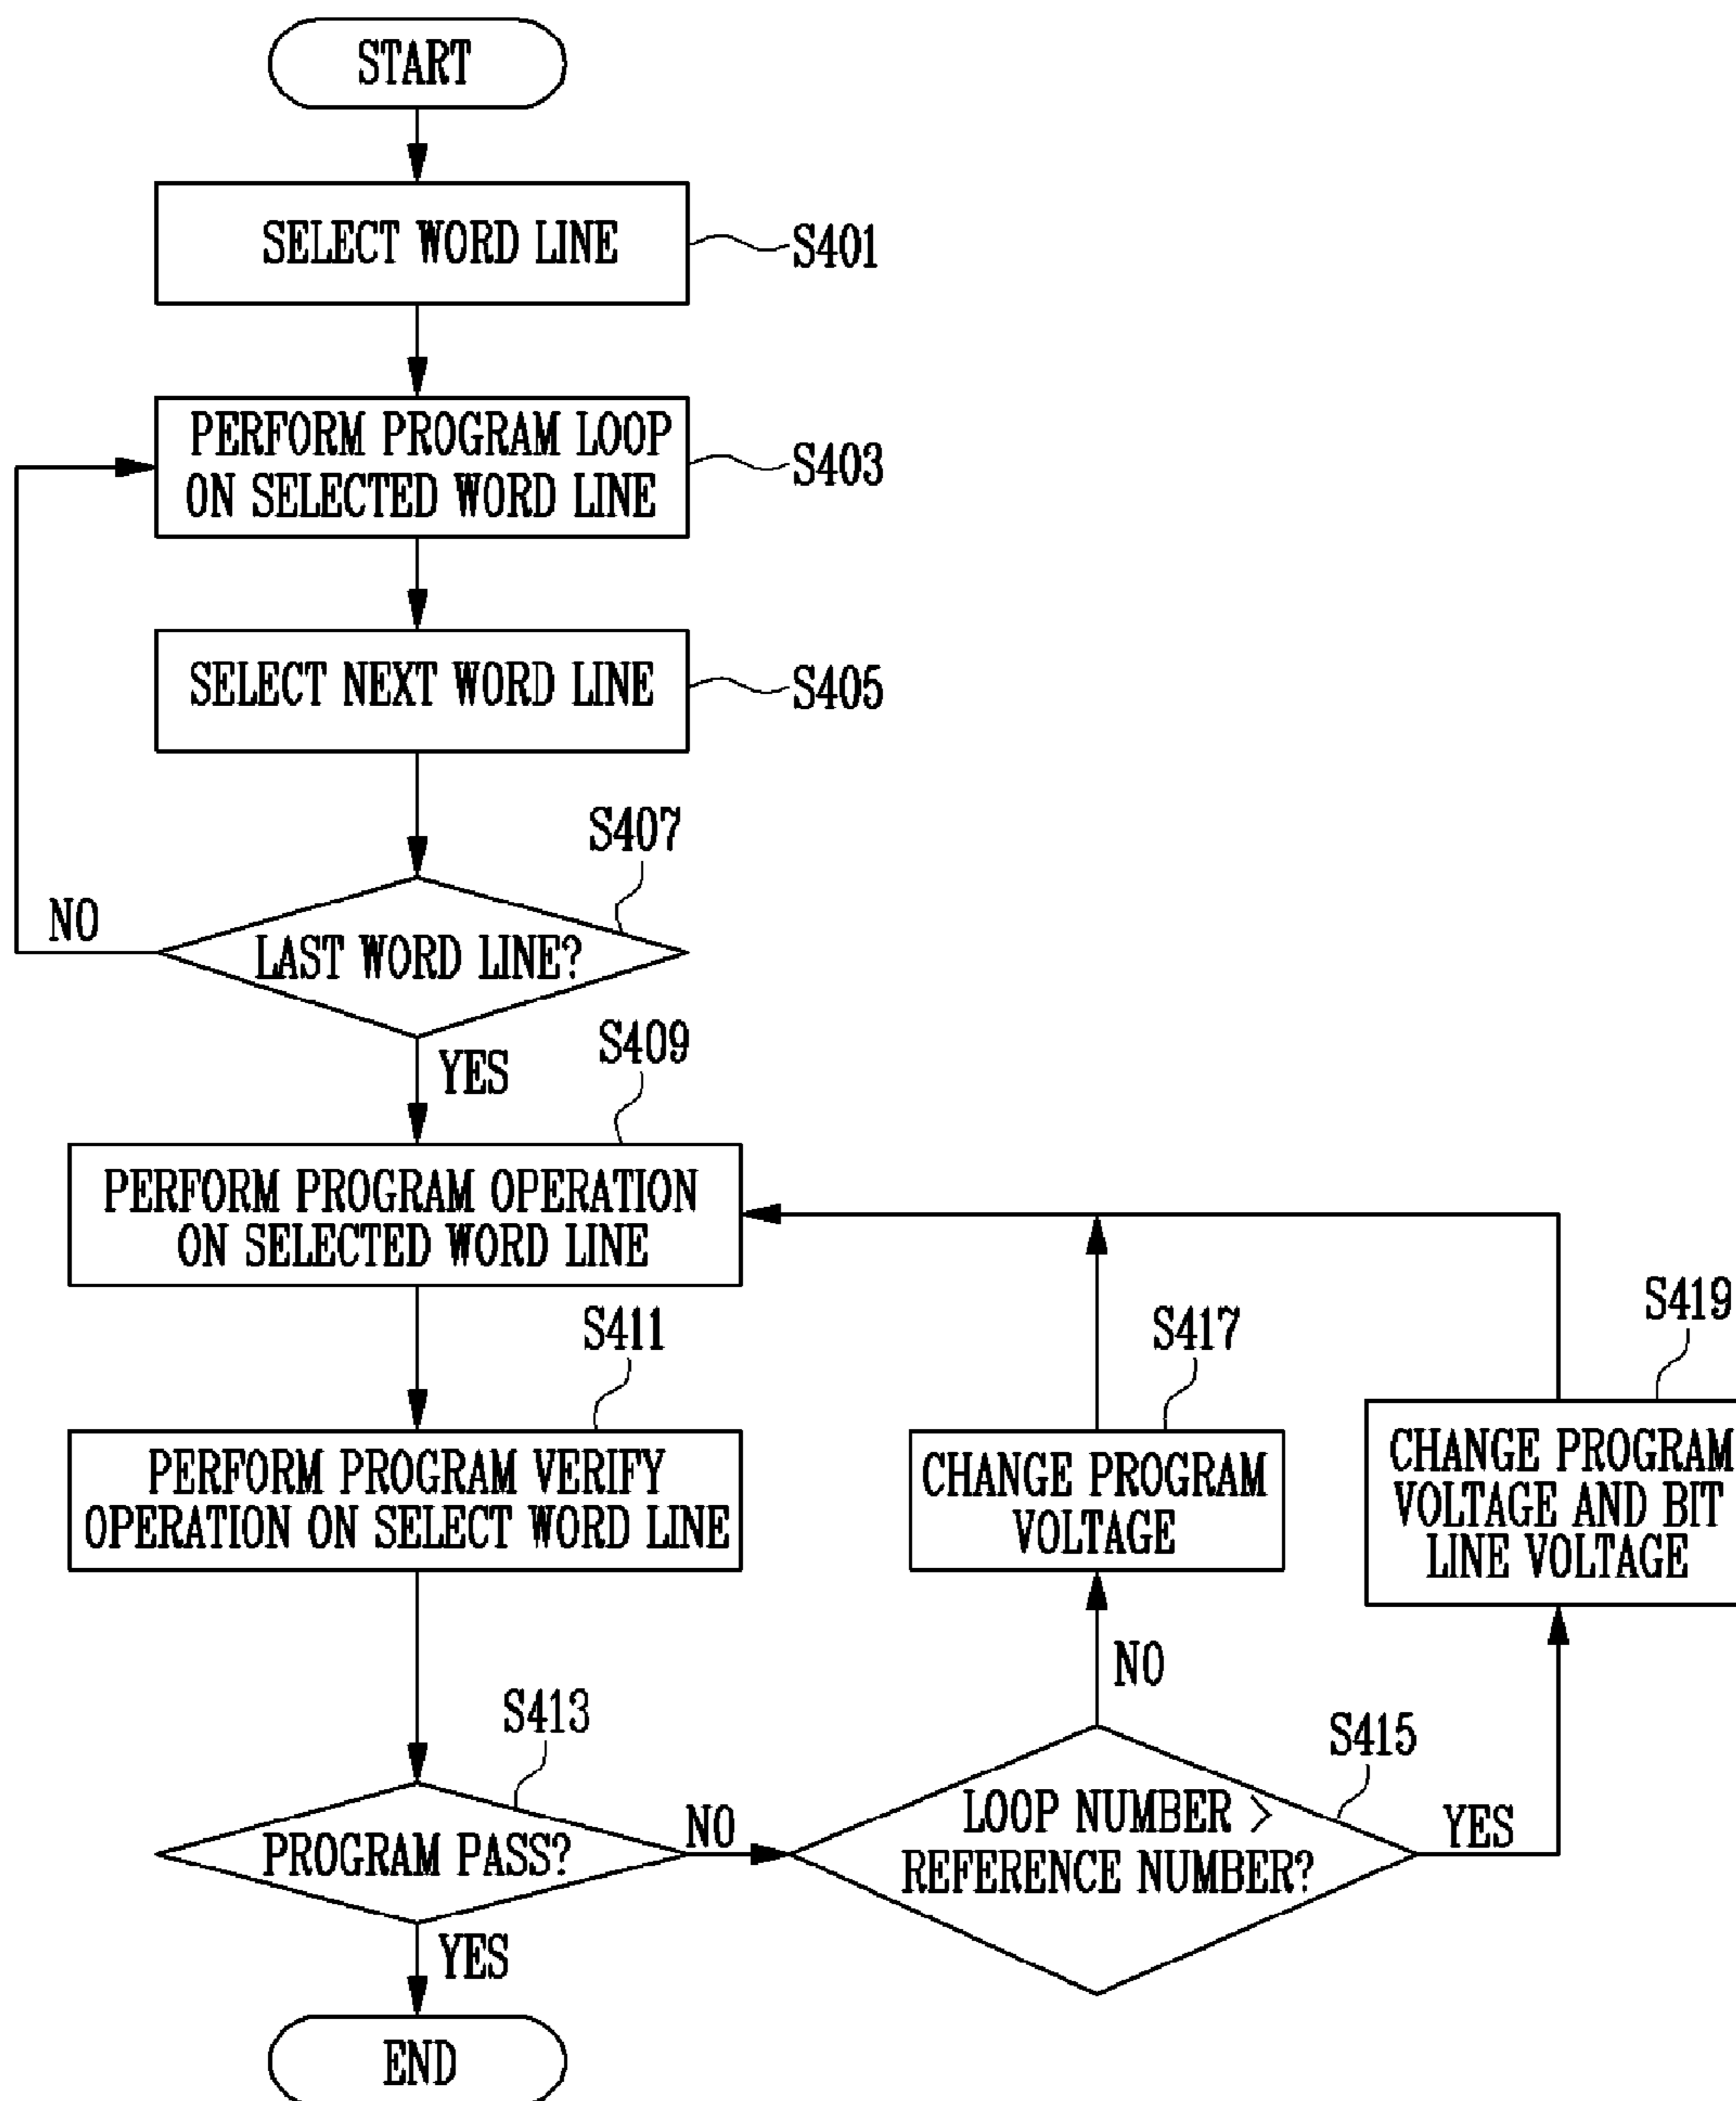 START
SELECT WORD LINE
S401
PERFORM PROGRAM LOOP
ON SELECTED WORD LINE
S403
SELECT NEXT WORD LINE
S405
S407
LAST WORD LINE?
NO
YES
S409
PERFORM PROGRAM OPERATION
ON SELECTED WORD LINE
S411
PERFORM PROGRAM VERIFY
OPERATION ON SELECT WORD LINE
S417
CHANGE PROGRAM
VOLTAGE
S419
CHANGE PROGRAM
VOLTAGE AND BIT
LINE VOLTAGE
NO
S413
PROGRAM PASS?
NO
S415
LOOP NUMBER >
REFERENCE NUMBER?
YES
YES
END